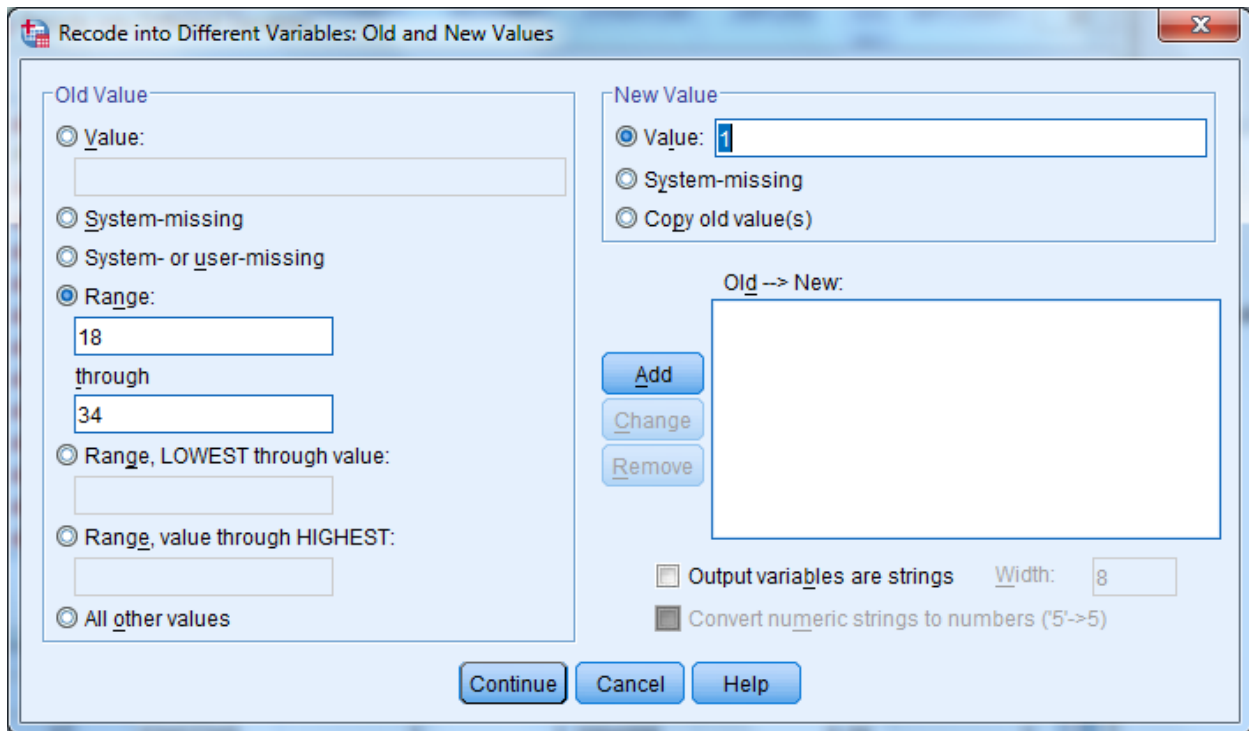 Recode into Different Variables: Old and New Values
Old Value
Value:
System-missing
System- or user-missing
Range:
18
through
34
Range, LOWEST through value:
Range, value through HIGHEST:
All other values
New Value
Value: 1
System-missing
Copy old value(s)
Old --> New:
Add
Change
Remove
Output variables are strings Width: 8
Convert numeric strings to numbers ('5'->5)
Continue Cancel Help